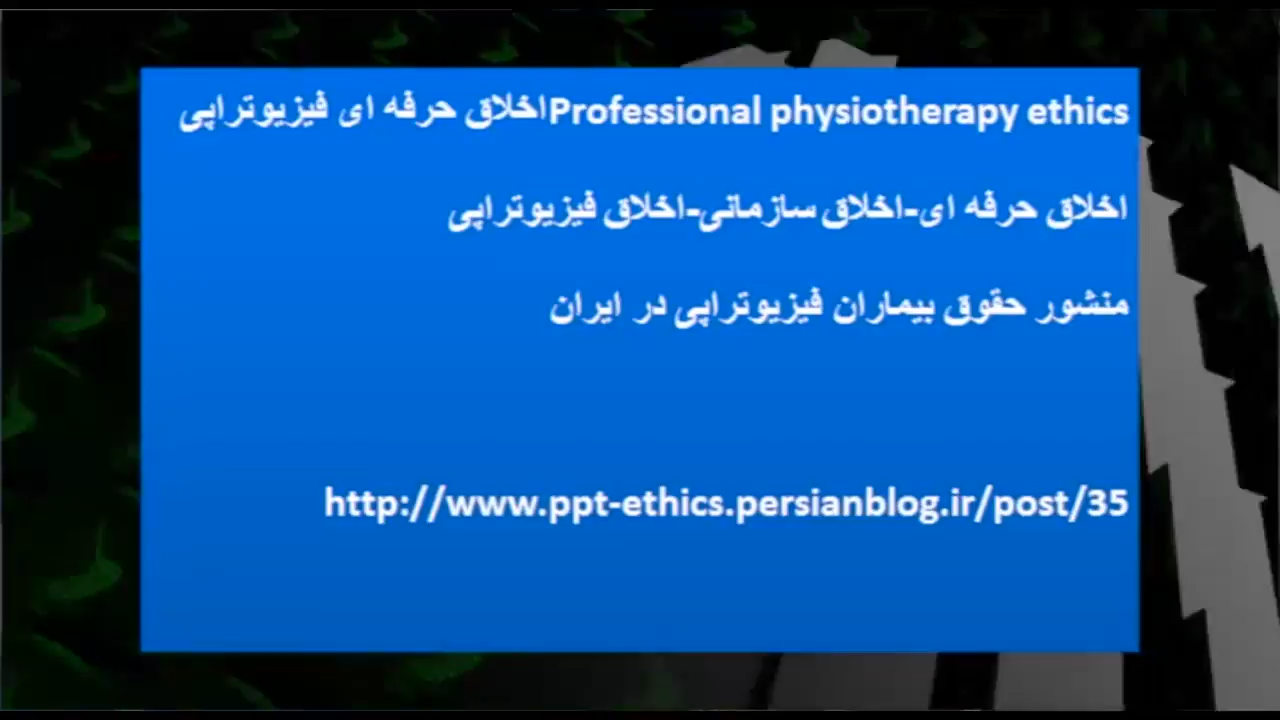 Professional physiotherapy ethicsاخلاق حرفه ای فیزیوتراپی
اخلاق حرفه ای-اخلاق سازمانی-اخلاق فیزیوتراپی
منشور حقوق بیماران فیزیوتراپی در ایران
http://www.ppt-ethics.persianblog.ir/post/35